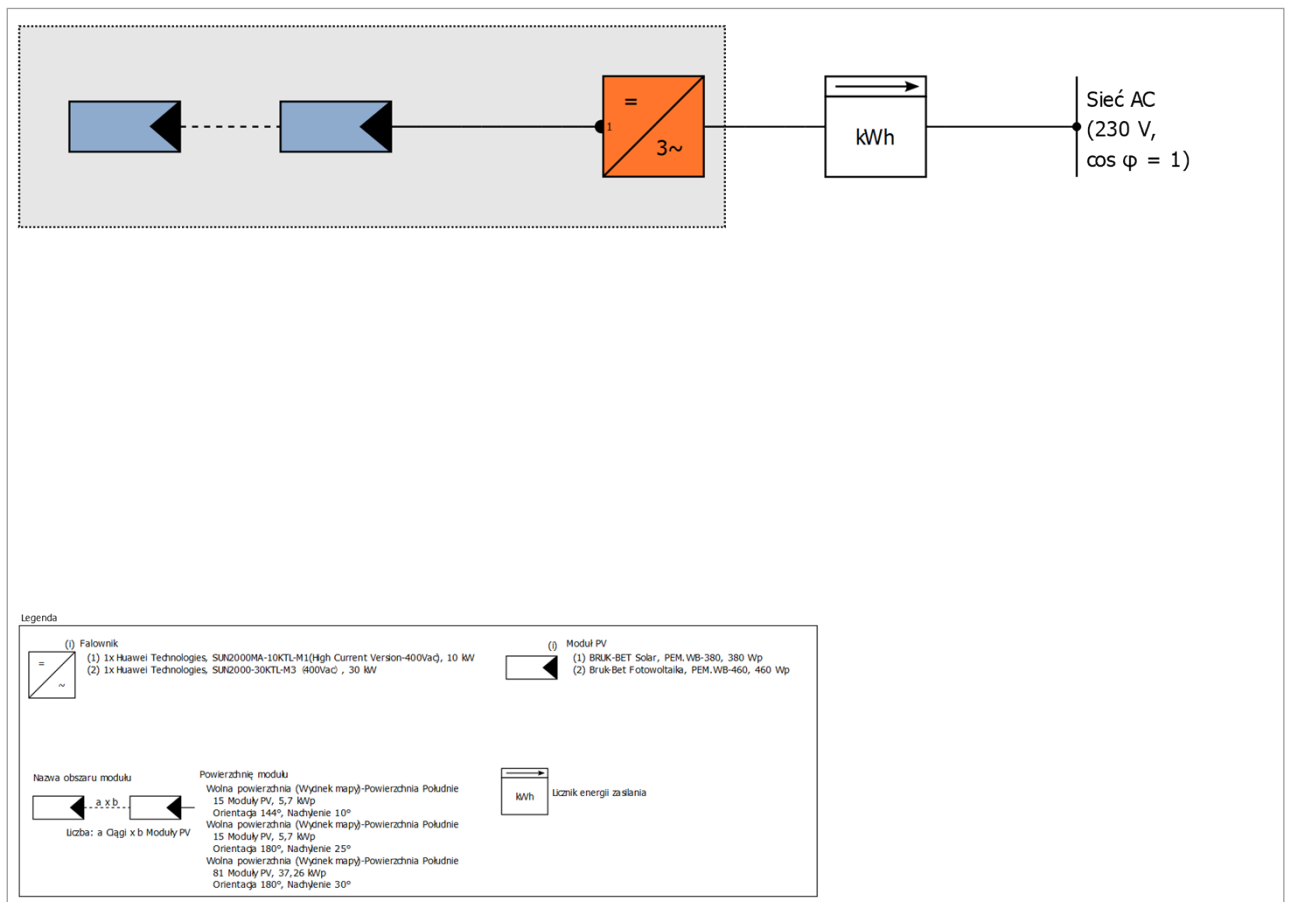 =
1
3~
kWh
Sieć AC
(230 V,
cos φ = 1)
Legenda
(i) Falownik
=
~
(1) 1x Huawei Technologies, SUN2000MA-10KTL-M1(High Current Version-400Vac), 10 kW
(2) 1x Huawei Technologies, SUN2000-30KTL-M3 (400Vac) , 30 kW
(i) Moduł PV
(1) BRUK-BET Solar, PEM.WB-380, 380 Wp
(2) Bruk-Bet Fotowoltaika, PEM.WB-460, 460 Wp
Nazwa obszaru modułu
a x b
Liczba: a Ciągi x b Moduły PV
Powierzchnię modułu
Wolna powierzchnia (Wycinek mapy)-Powierzchnia Południe
15 Moduły PV, 5,7 kWp
Orientacja 144°, Nachylenie 10°
Wolna powierzchnia (Wycinek mapy)-Powierzchnia Południe
15 Moduły PV, 5,7 kWp
Orientacja 180°, Nachylenie 25°
Wolna powierzchnia (Wycinek mapy)-Powierzchnia Południe
81 Moduły PV, 37,26 kWp
Orientacja 180°, Nachylenie 30°
kWh
Licznik energii zasilania